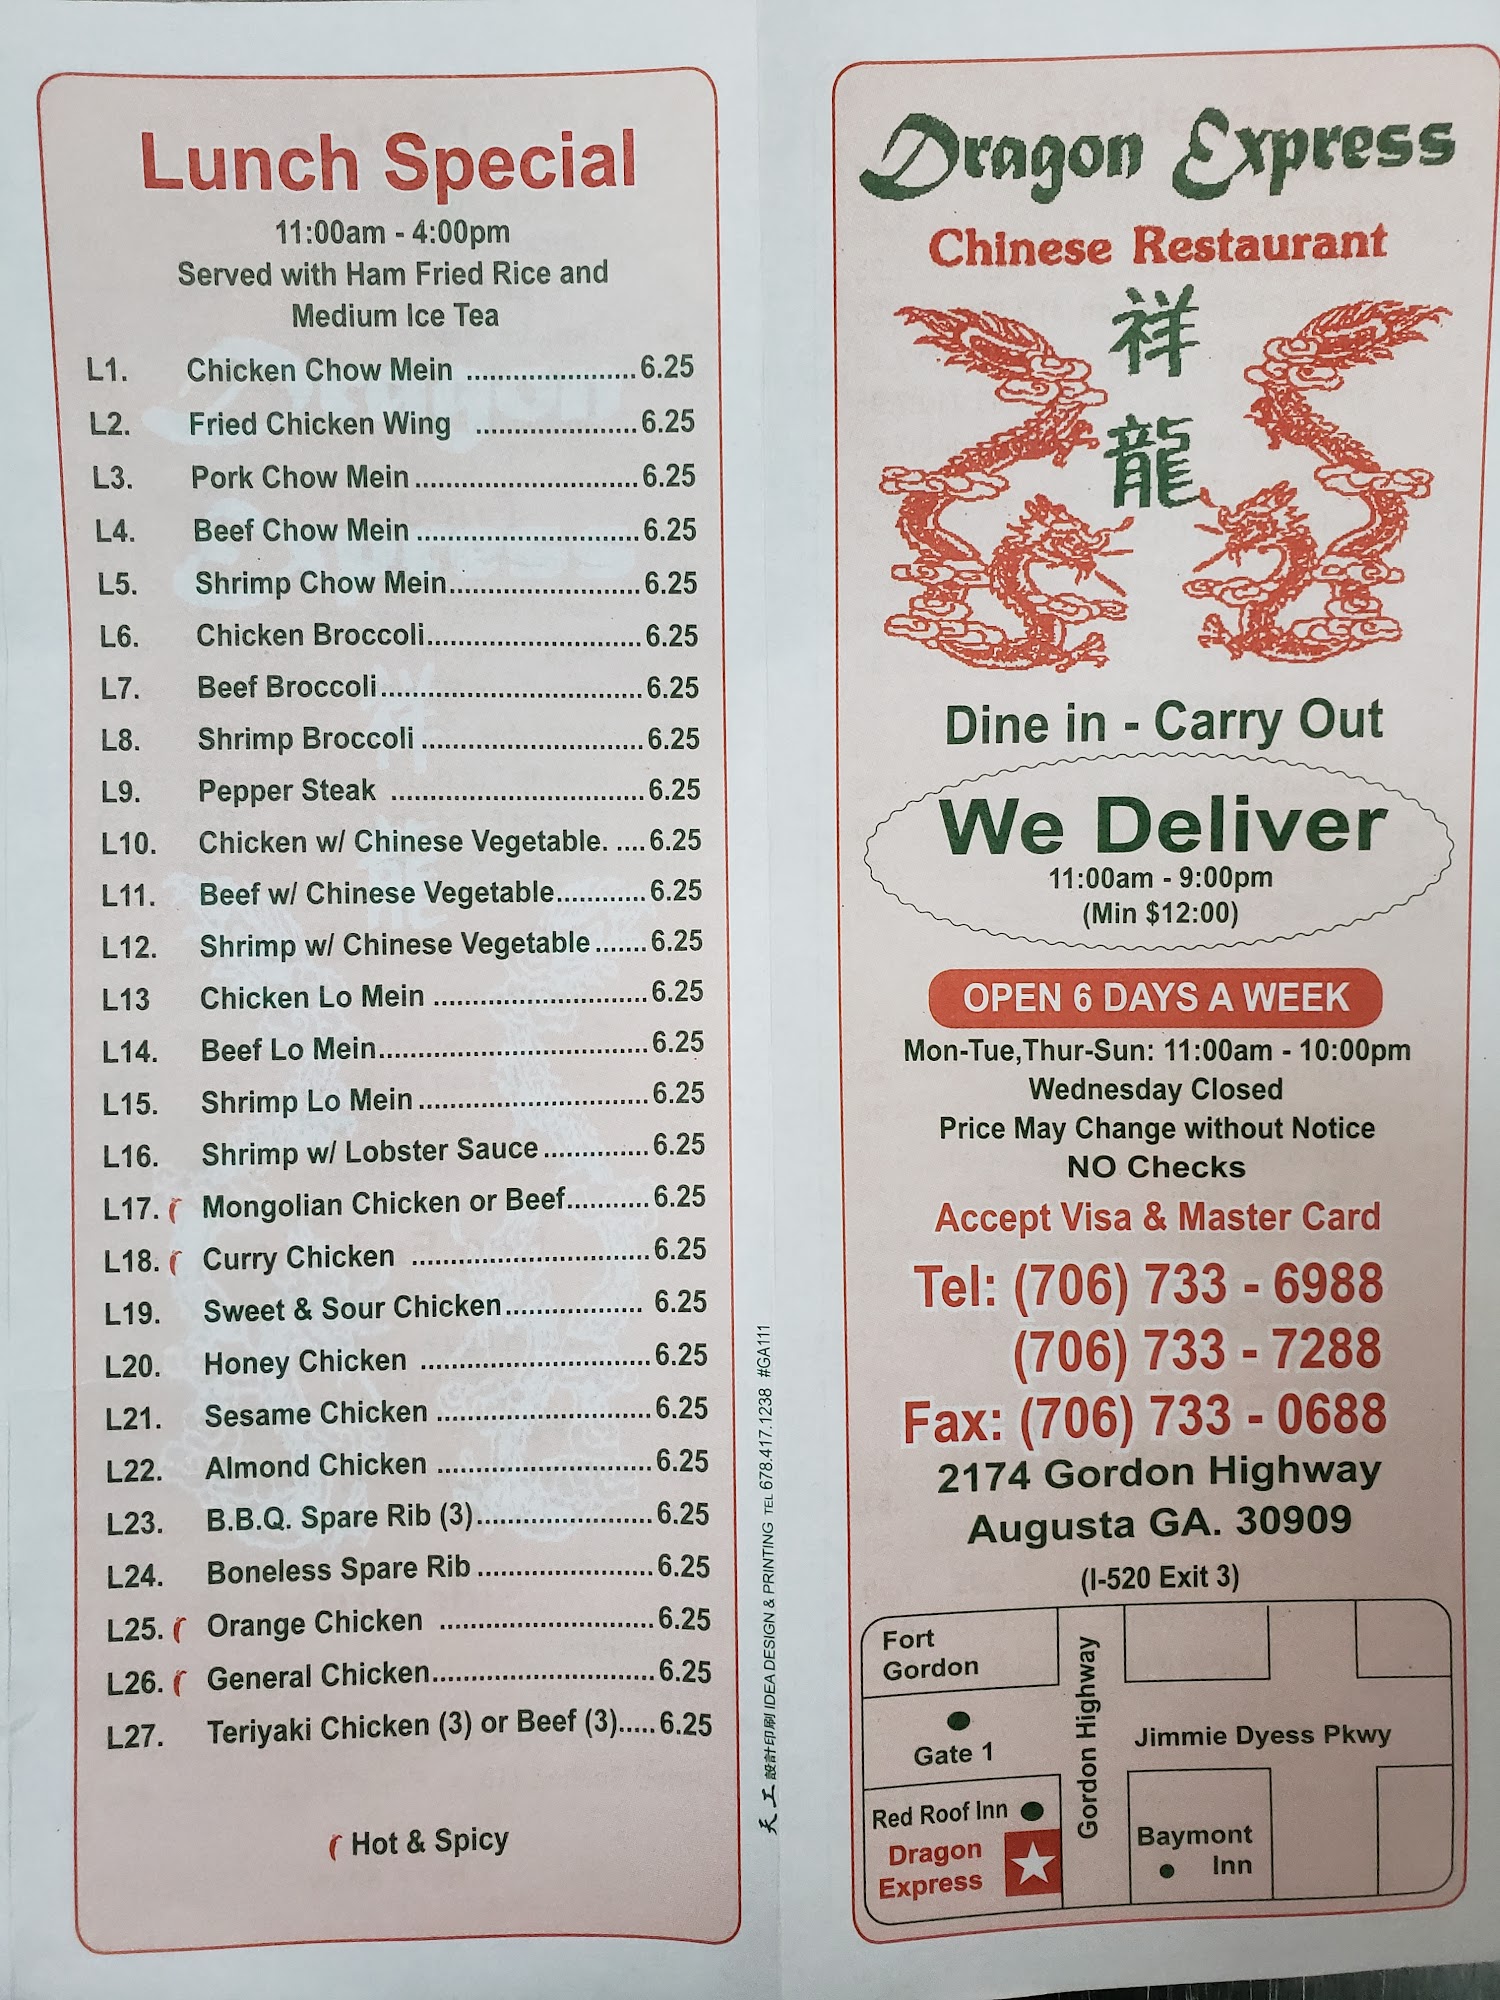 Lunch Special
11:00am - 4:00pm
Served with Ham Fried Rice and
Medium Ice Tea
L1. Chicken Chow Mein ......................6.25
L2. Fried Chicken Wing .....................6.25
L3. Pork Chow Mein.............................6.25
L4. Beef Chow Mein .............................6.25
L5. Shrimp Chow Mein.........................6.25
L6. Chicken Broccoli............................6.25
L7. Beef Broccoli..................................6.25
L8. Shrimp Broccoli .............................6.25
L9. Pepper Steak .................................6.25
L10. Chicken w/ Chinese Vegetable. ....6.25
L11. Beef w/ Chinese Vegetable............6.25
L12. Shrimp w/ Chinese Vegetable.......6.25
L13 Chicken Lo Mein ............................6.25
L14. Beef Lo Mein...................................6.25
L15. Shrimp Lo Mein..............................6.25
L16. Shrimp w/ Lobster Sauce..............6.25
L17. Mongolian Chicken or Beef...........6.25
L18. Curry Chicken ...............................6.25
L19. Sweet & Sour Chicken.................. 6.25
L20. Honey Chicken ..............................6.25
L21. Sesame Chicken ............................6.25
L22. Almond Chicken ............................6.25
L23. B.B.Q. Spare Rib (3).......................6.25
L24. Boneless Spare Rib .......................6.25
L25. Orange Chicken ............................6.25
L26. General Chicken.............................6.25
L27. Teriyaki Chicken (3) or Beef (3).....6.25
Hot & Spicy
天工 設計印刷 IDEA DESIGN & PRINTING TEL 678.417.1238 #GA111
Dragon Express
Chinese Restaurant
祥
龍
Dine in - Carry Out
We Deliver
11:00am - 9:00pm
(Min $12:00)
OPEN 6 DAYS A WEEK
Mon-Tue,Thur-Sun: 11:00am - 10:00pm
Wednesday Closed
Price May Change without Notice
NO Checks
Accept Visa & Master Card
Tel: (706) 733 - 6988
(706) 733 - 7288
Fax: (706) 733 - 0688
2174 Gordon Highway
Augusta GA. 30909
(I-520 Exit 3)
Fort
Gordon
Gate 1
Gordon Highway
Jimmie Dyess Pkwy
Red Roof Inn
Dragon
Express
Baymont
Inn